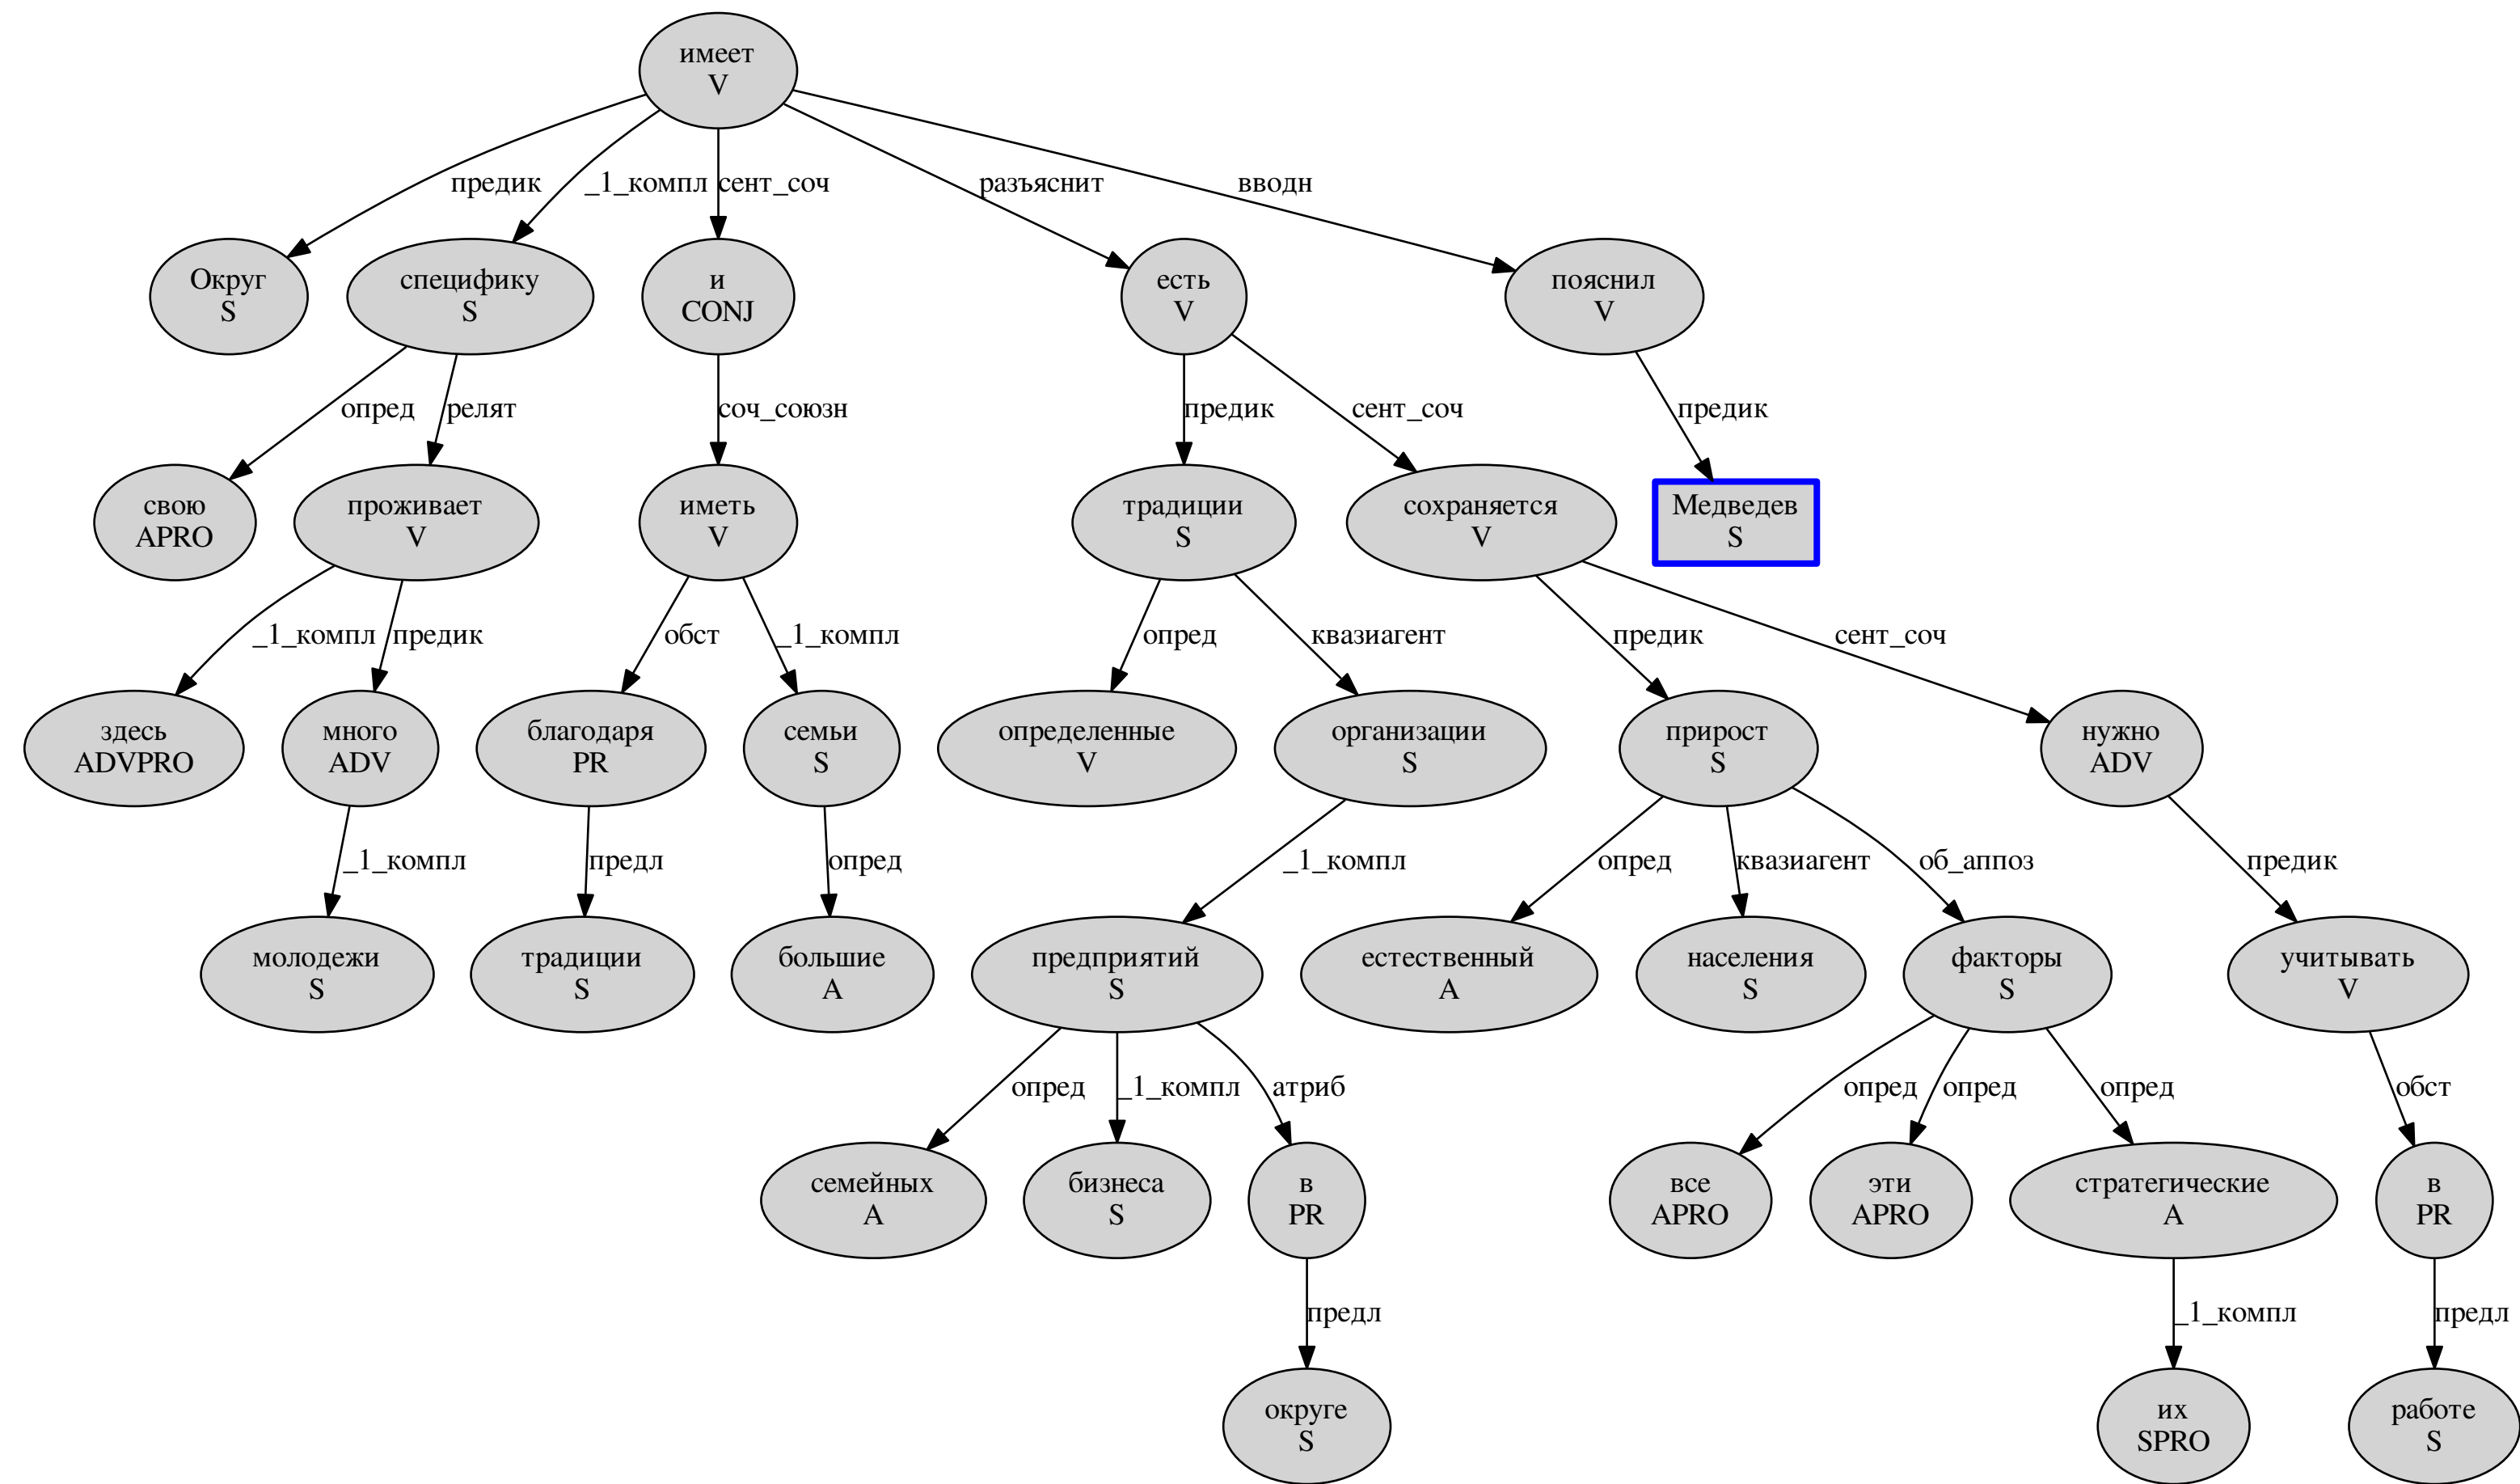 имеет
V
предик
_1_компл
сент_соч
разъяснит
вводн
Округ
S
специфику
S
и
CONJ
есть
V
пояснил
V
опред
релят
соч_союзн
предик
сент_соч
предик
свою
APRO
проживает
V
иметь
V
традиции
S
сохраняется
V
Медведев
S
_1_компл
предик
обст
_1_компл
опред
квазиагент
предик
сент_соч
здесь
ADVPRO
много
ADV
благодаря
PR
семьи
S
определенные
V
организации
S
прирост
S
нужно
ADV
_1_компл
предл
опред
_1_компл
опред
квазиагент
об_аппоз
предик
молодежи
S
традиции
S
большие
A
предприятий
S
естественный
A
населения
S
факторы
S
учитывать
V
опред
_1_компл
атриб
опред
опред
опред
обст
семейных
A
бизнеса
S
в
PR
все
APRO
эти
APRO
стратегические
A
в
PR
предл
_1_компл
предл
округе
S
их
SPRO
работе
S